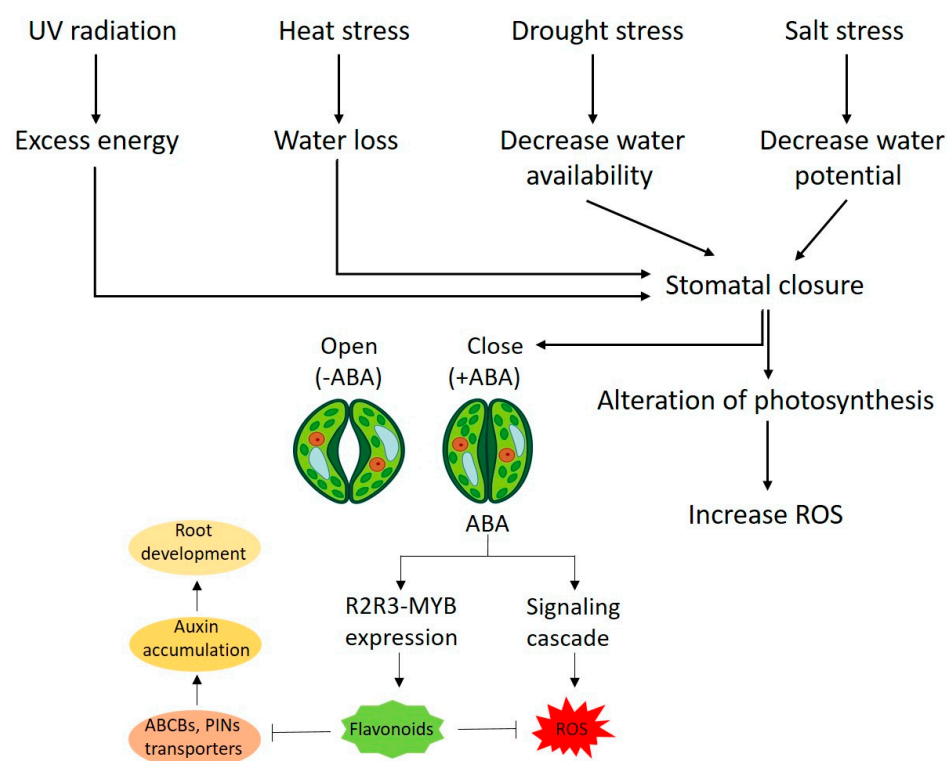 UV radiation
Heat stress
Drought stress
Salt stress
Excess energy
Water loss
Decrease water
availability
Decrease water
potential
Stomatal closure
Open
(-ABA)
Close
(+ABA)
Alteration of photosynthesis
Increase ROS
ABA
Root
development
R2R3-MYB
expression
Signaling
cascade
Auxin
accumulation
ABCBs, PINs
transporters
Flavonoids
ROS